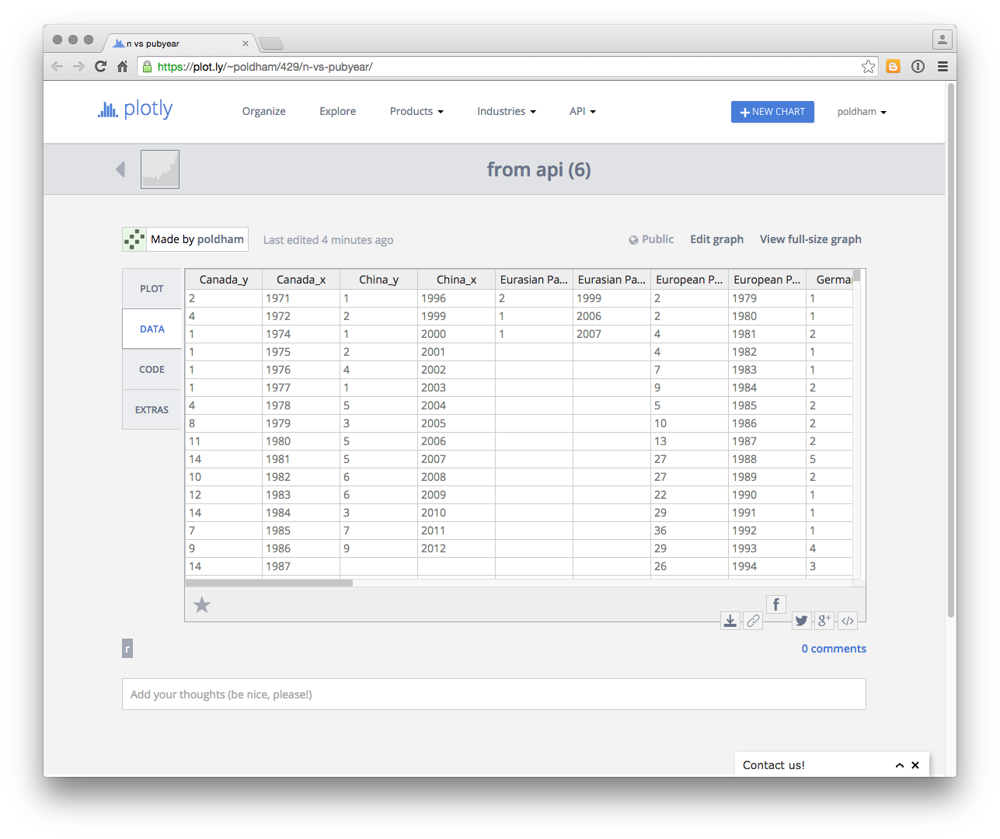 n vs pubyear
https://plot.ly/~poldham/429/n-vs-pubyear/
plotly Organize Explore Products Industries API NEW CHART poldham
from api (6)
Made by poldham Last edited 4 minutes ago Public Edit graph View full-size graph
PLOT
DATA
CODE
EXTRAS
Canada_y Canada_x China_y China_x Eurasian Pa... Eurasian Pa... European P... European P... German
2 1971 1 1996 2 1999 2 1979 1
4 1972 2 1999 1 2006 2 1980 1
1 1974 1 2000 1 2007 4 1981 2
1 1975 2 2001 4 1982 1
1 1976 4 2002 7 1983 1
1 1977 1 2003 9 1984 2
4 1978 5 2004 5 1985 2
8 1979 3 2005 10 1986 2
11 1980 5 2006 13 1987 2
14 1981 5 2007 27 1988 5
10 1982 6 2008 27 1989 2
12 1983 6 2009 22 1990 1
14 1984 3 2010 29 1991 1
7 1985 7 2011 36 1992 1
9 1986 9 2012 29 1993 4
14 1987 26 1994 3
f
g+ </>
r
0 comments
Add your thoughts (be nice, please!)
Contact us!